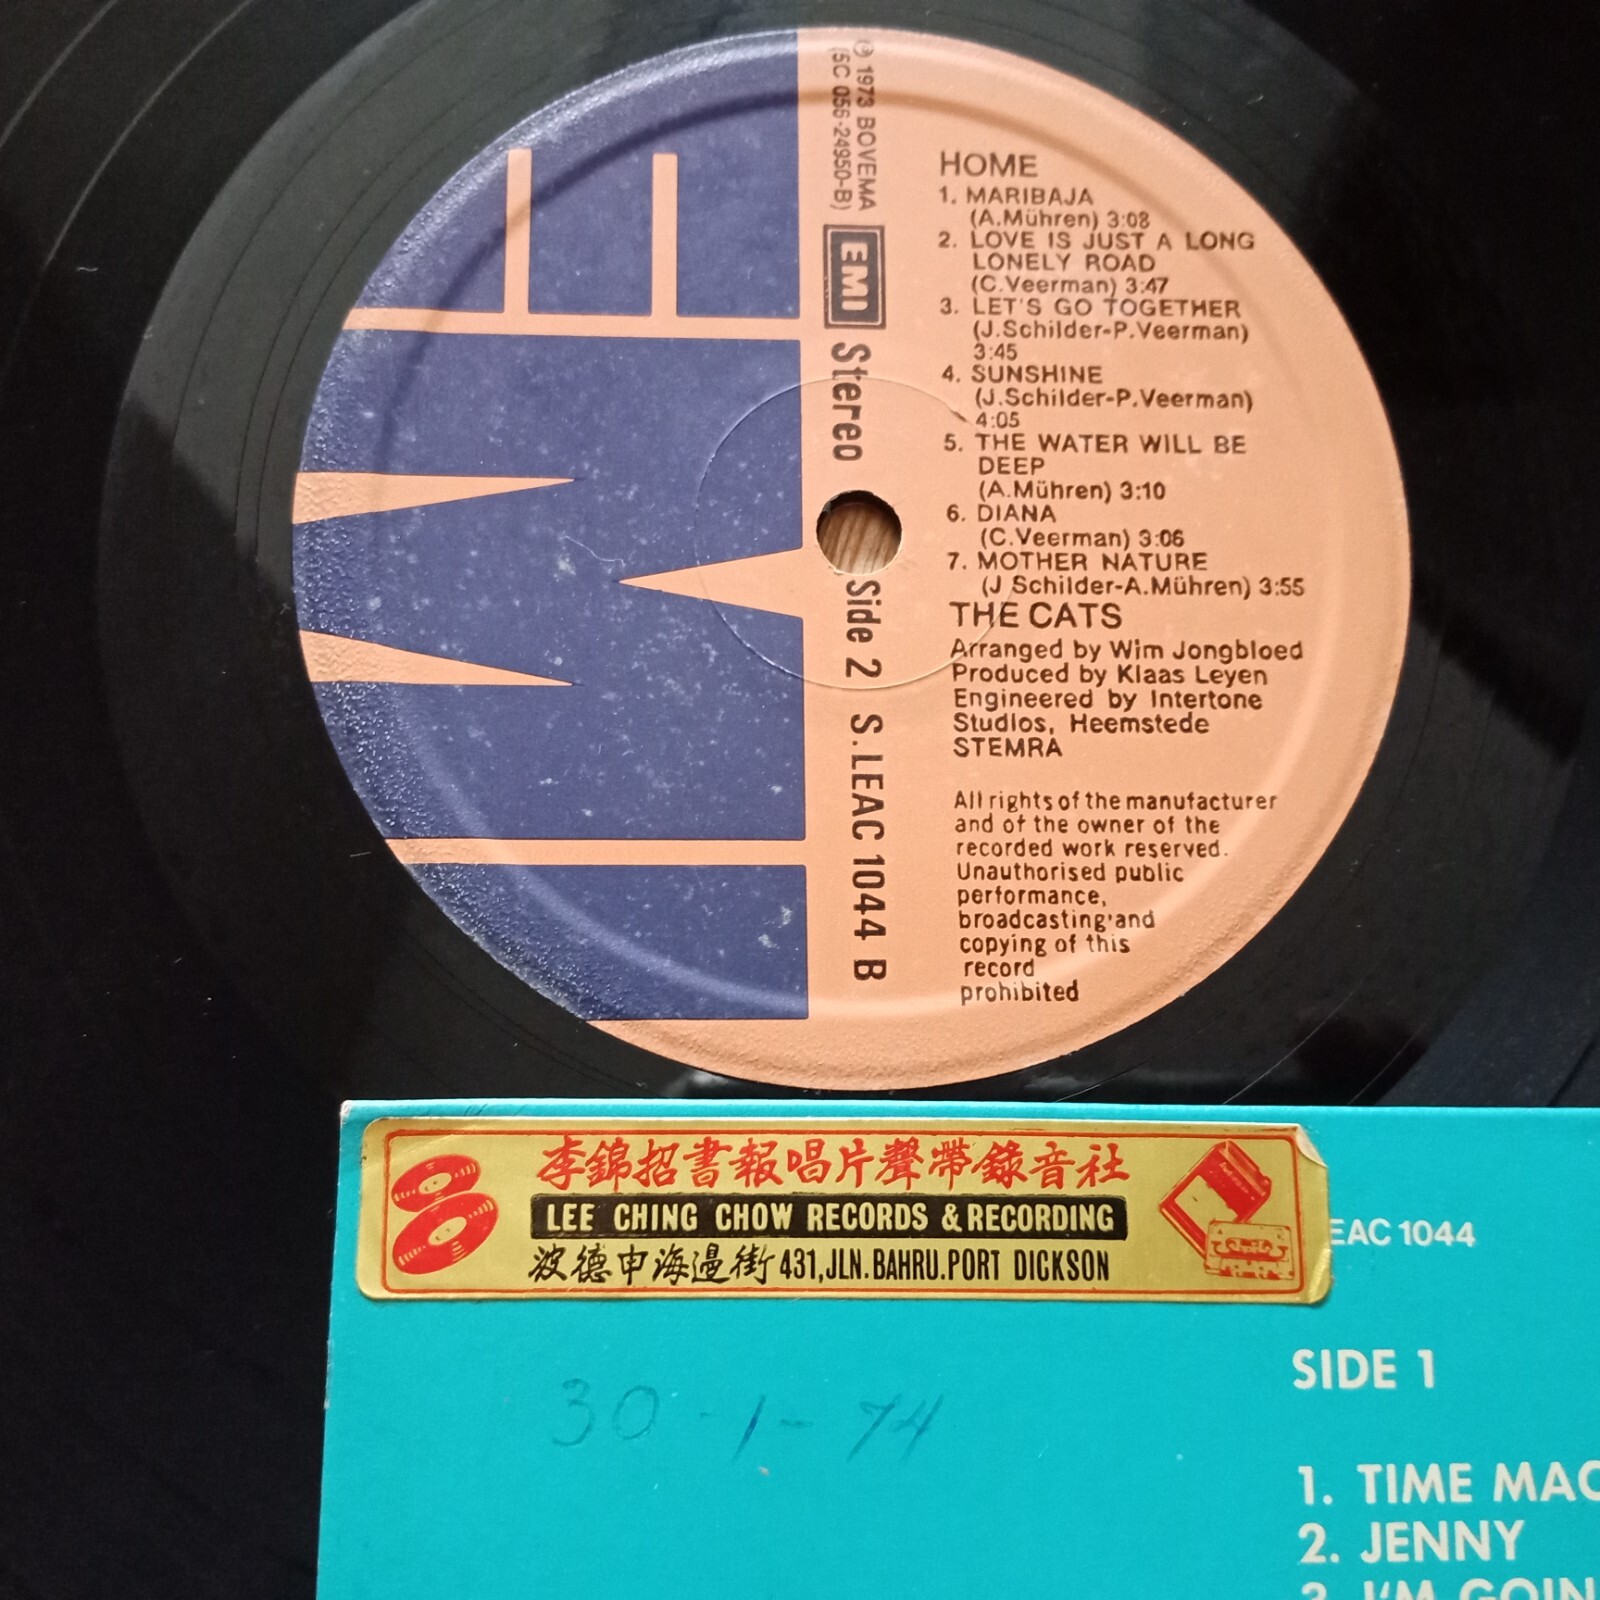 ℗ 1973 BOVEMA
(5C 056-24950-B)
EMI Stereo Side 2 S.LEAC 1044 B
HOME
1. MARIBAJA
(A.Mühren) 3:08
2. LOVE IS JUST A LONG
LONELY ROAD
(C.Veerman) 3:47
3. LET'S GO TOGETHER
(J.Schilder-P.Veerman)
3:45
4. SUNSHINE
(J.Schilder-P.Veerman)
4:05
5. THE WATER WILL BE
DEEP
(A.Mühren) 3:10
6. DIANA
(C.Veerman) 3:06
7. MOTHER NATURE
(J Schilder-A.Mühren) 3:55
THE CATS
Arranged by Wim Jongbloed
Produced by Klaas Leyen
Engineered by Intertone
Studios, Heemstede
STEMRA
All rights of the manufacturer
and of the owner of the
recorded work reserved.
Unauthorised public
performance,
broadcasting and
copying of this
record
prohibited
EMI
李錦招書報唱片聲帶錄音社
LEE CHING CHOW RECORDS & RECORDING
波德申海邊街 431, JLN. BAHRU. PORT DICKSON
EAC 1044
30-1-74
SIDE 1
1. TIME MAC
2. JENNY
3. I'M GOIN